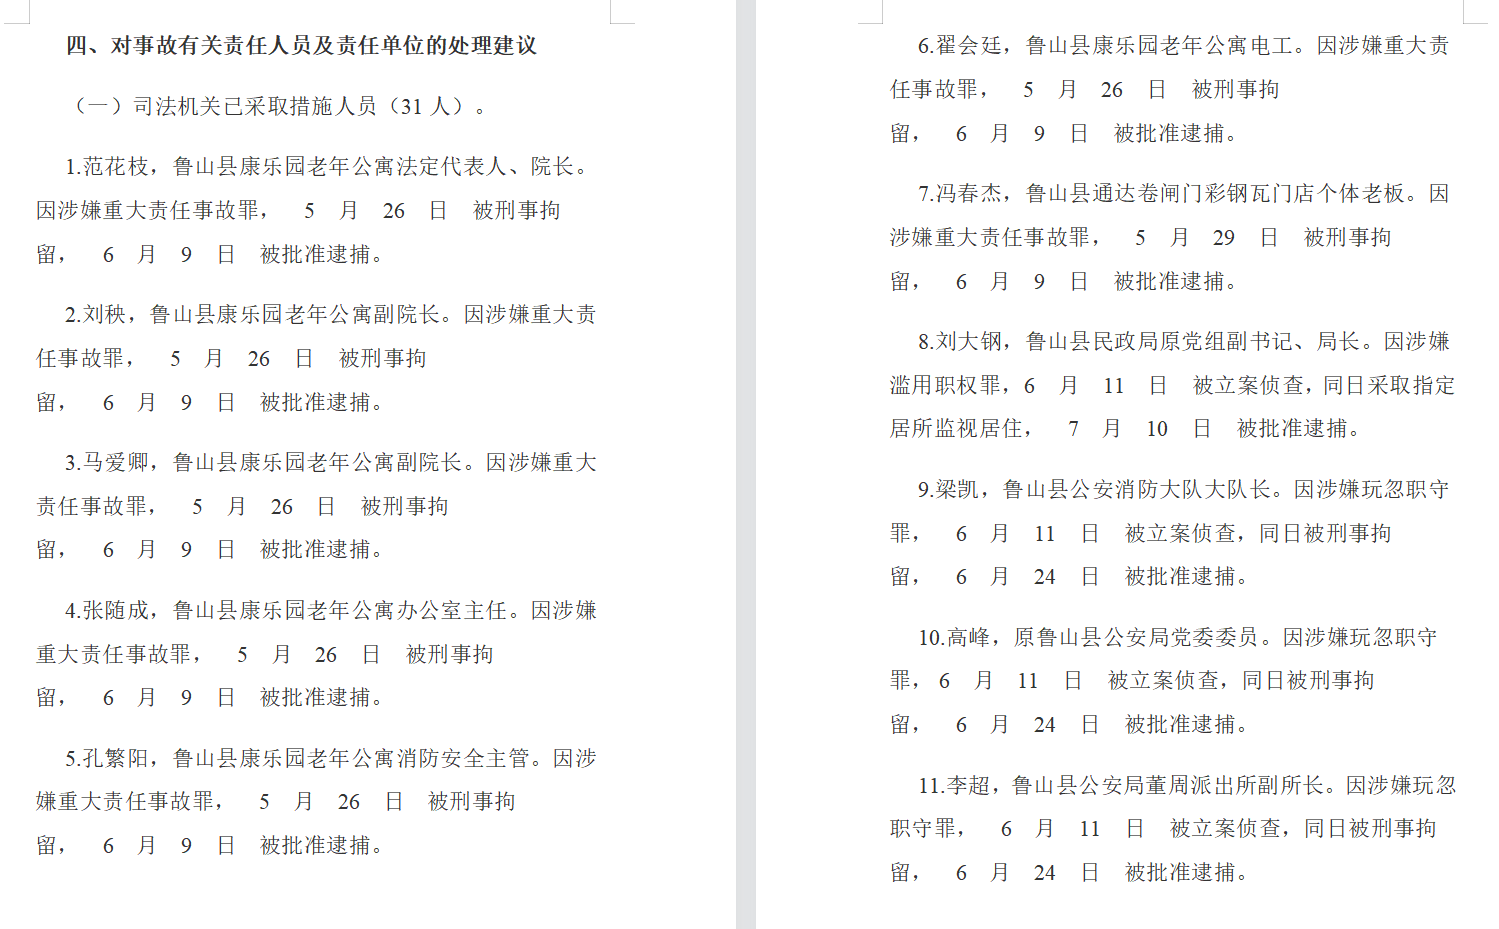 四、对事故有关责任人员及责任单位的处理建议
（一）司法机关已采取措施人员（31 人）。
1.范花枝，鲁山县康乐园老年公寓法定代表人、院长。
因涉嫌重大责任事故罪， 5 月 26 日 被刑事拘
留， 6 月 9 日 被批准逮捕。
2.刘秧，鲁山县康乐园老年公寓副院长。因涉嫌重大责
任事故罪， 5 月 26 日 被刑事拘
留， 6 月 9 日 被批准逮捕。
3.马爱卿，鲁山县康乐园老年公寓副院长。因涉嫌重大
责任事故罪， 5 月 26 日 被刑事拘
留， 6 月 9 日 被批准逮捕。
4.张随成，鲁山县康乐园老年公寓办公室主任。因涉嫌
重大责任事故罪， 5 月 26 日 被刑事拘
留， 6 月 9 日 被批准逮捕。
5.孔繁阳，鲁山县康乐园老年公寓消防安全主管。因涉
嫌重大责任事故罪， 5 月 26 日 被刑事拘
留， 6 月 9 日 被批准逮捕。
6.翟会廷，鲁山县康乐园老年公寓电工。因涉嫌重大责
任事故罪， 5 月 26 日 被刑事拘
留， 6 月 9 日 被批准逮捕。
7.冯春杰，鲁山县通达卷闸门彩钢瓦门店个体老板。因
涉嫌重大责任事故罪， 5 月 29 日 被刑事拘
留， 6 月 9 日 被批准逮捕。
8.刘大钢，鲁山县民政局原党组副书记、局长。因涉嫌
滥用职权罪，6 月 11 日 被立案侦查，同日采取指定
居所监视居住， 7 月 10 日 被批准逮捕。
9.梁凯，鲁山县公安消防大队大队长。因涉嫌玩忽职守
罪， 6 月 11 日 被立案侦查，同日被刑事拘
留， 6 月 24 日 被批准逮捕。
10.高峰，原鲁山县公安局党委委员。因涉嫌玩忽职守
罪， 6 月 11 日 被立案侦查，同日被刑事拘
留， 6 月 24 日 被批准逮捕。
11.李超，鲁山县公安局董周派出所副所长。因涉嫌玩忽
职守罪， 6 月 11 日 被立案侦查，同日被刑事拘
留， 6 月 24 日 被批准逮捕。